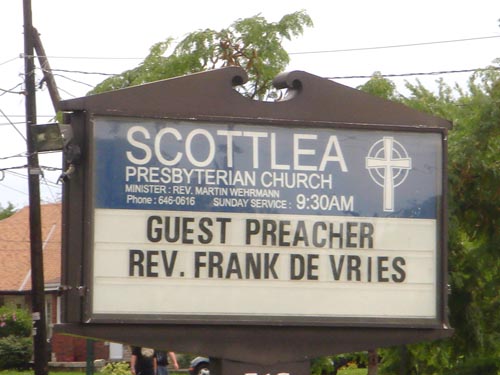 SCOTTLEA
PRESBYTERIAN CHURCH
MINISTER : REV. MARTIN WEHRMANN
Phone : 646-0616 SUNDAY SERVICE : 9:30AM
GUEST PREACHER
REV. FRANK DE VRIES